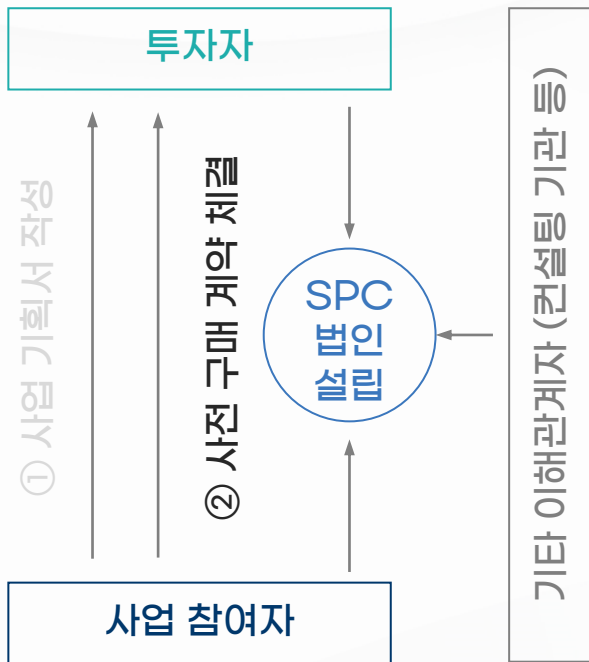 투자자
① 사업 기획서 작성
② 사전 구매 계약 체결
SPC
법인
설립
기타 이해관계자 (컨설팅 기관 등)
사업 참여자